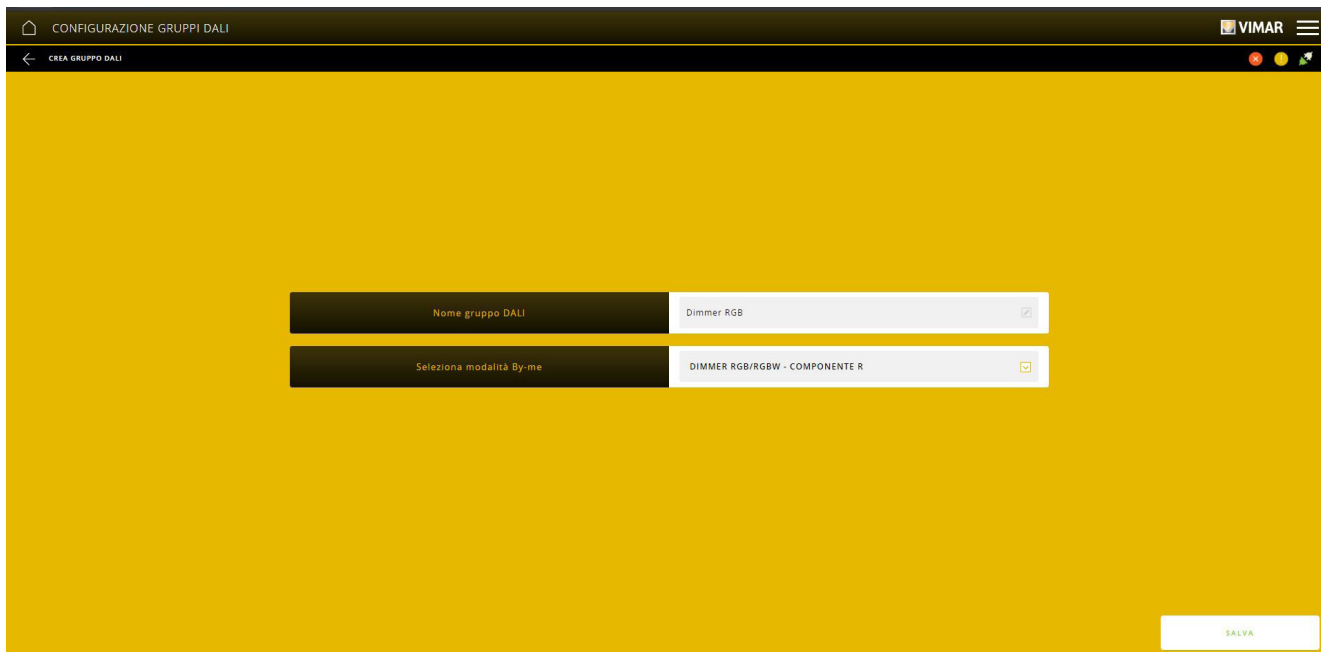 CONFIGURAZIONE GRUPPI DALI
VIMAR
CREA GRUPPO DALI
Nome gruppo DALI
Dimmer RGB
Seleziona modalità By-me
DIMMER RGB/RGBW - COMPONENTE R
SALVA